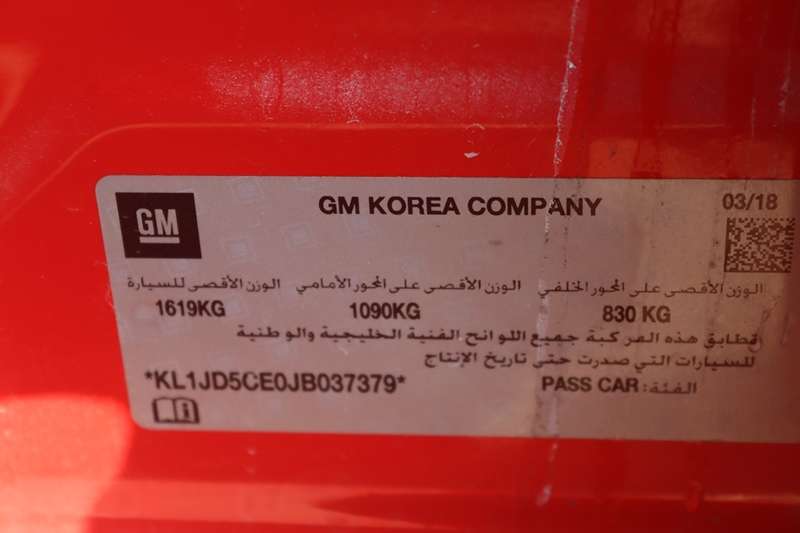 GM
GM KOREA COMPANY
03/18
الوزن الأقصى على المحور الخلفي
الوزن الأقصى على المحور الأمامي
الوزن الأقصى للسيارة
830 KG
1090KG
1619KG
تطابق هذه المركبة جميع اللوائح الفنية الخليجية والوطنية
للسيارات التي صدرت حتى تاريخ الإنتاج
الفئة: PASS CAR
*KL1JD5CE0JB037379*